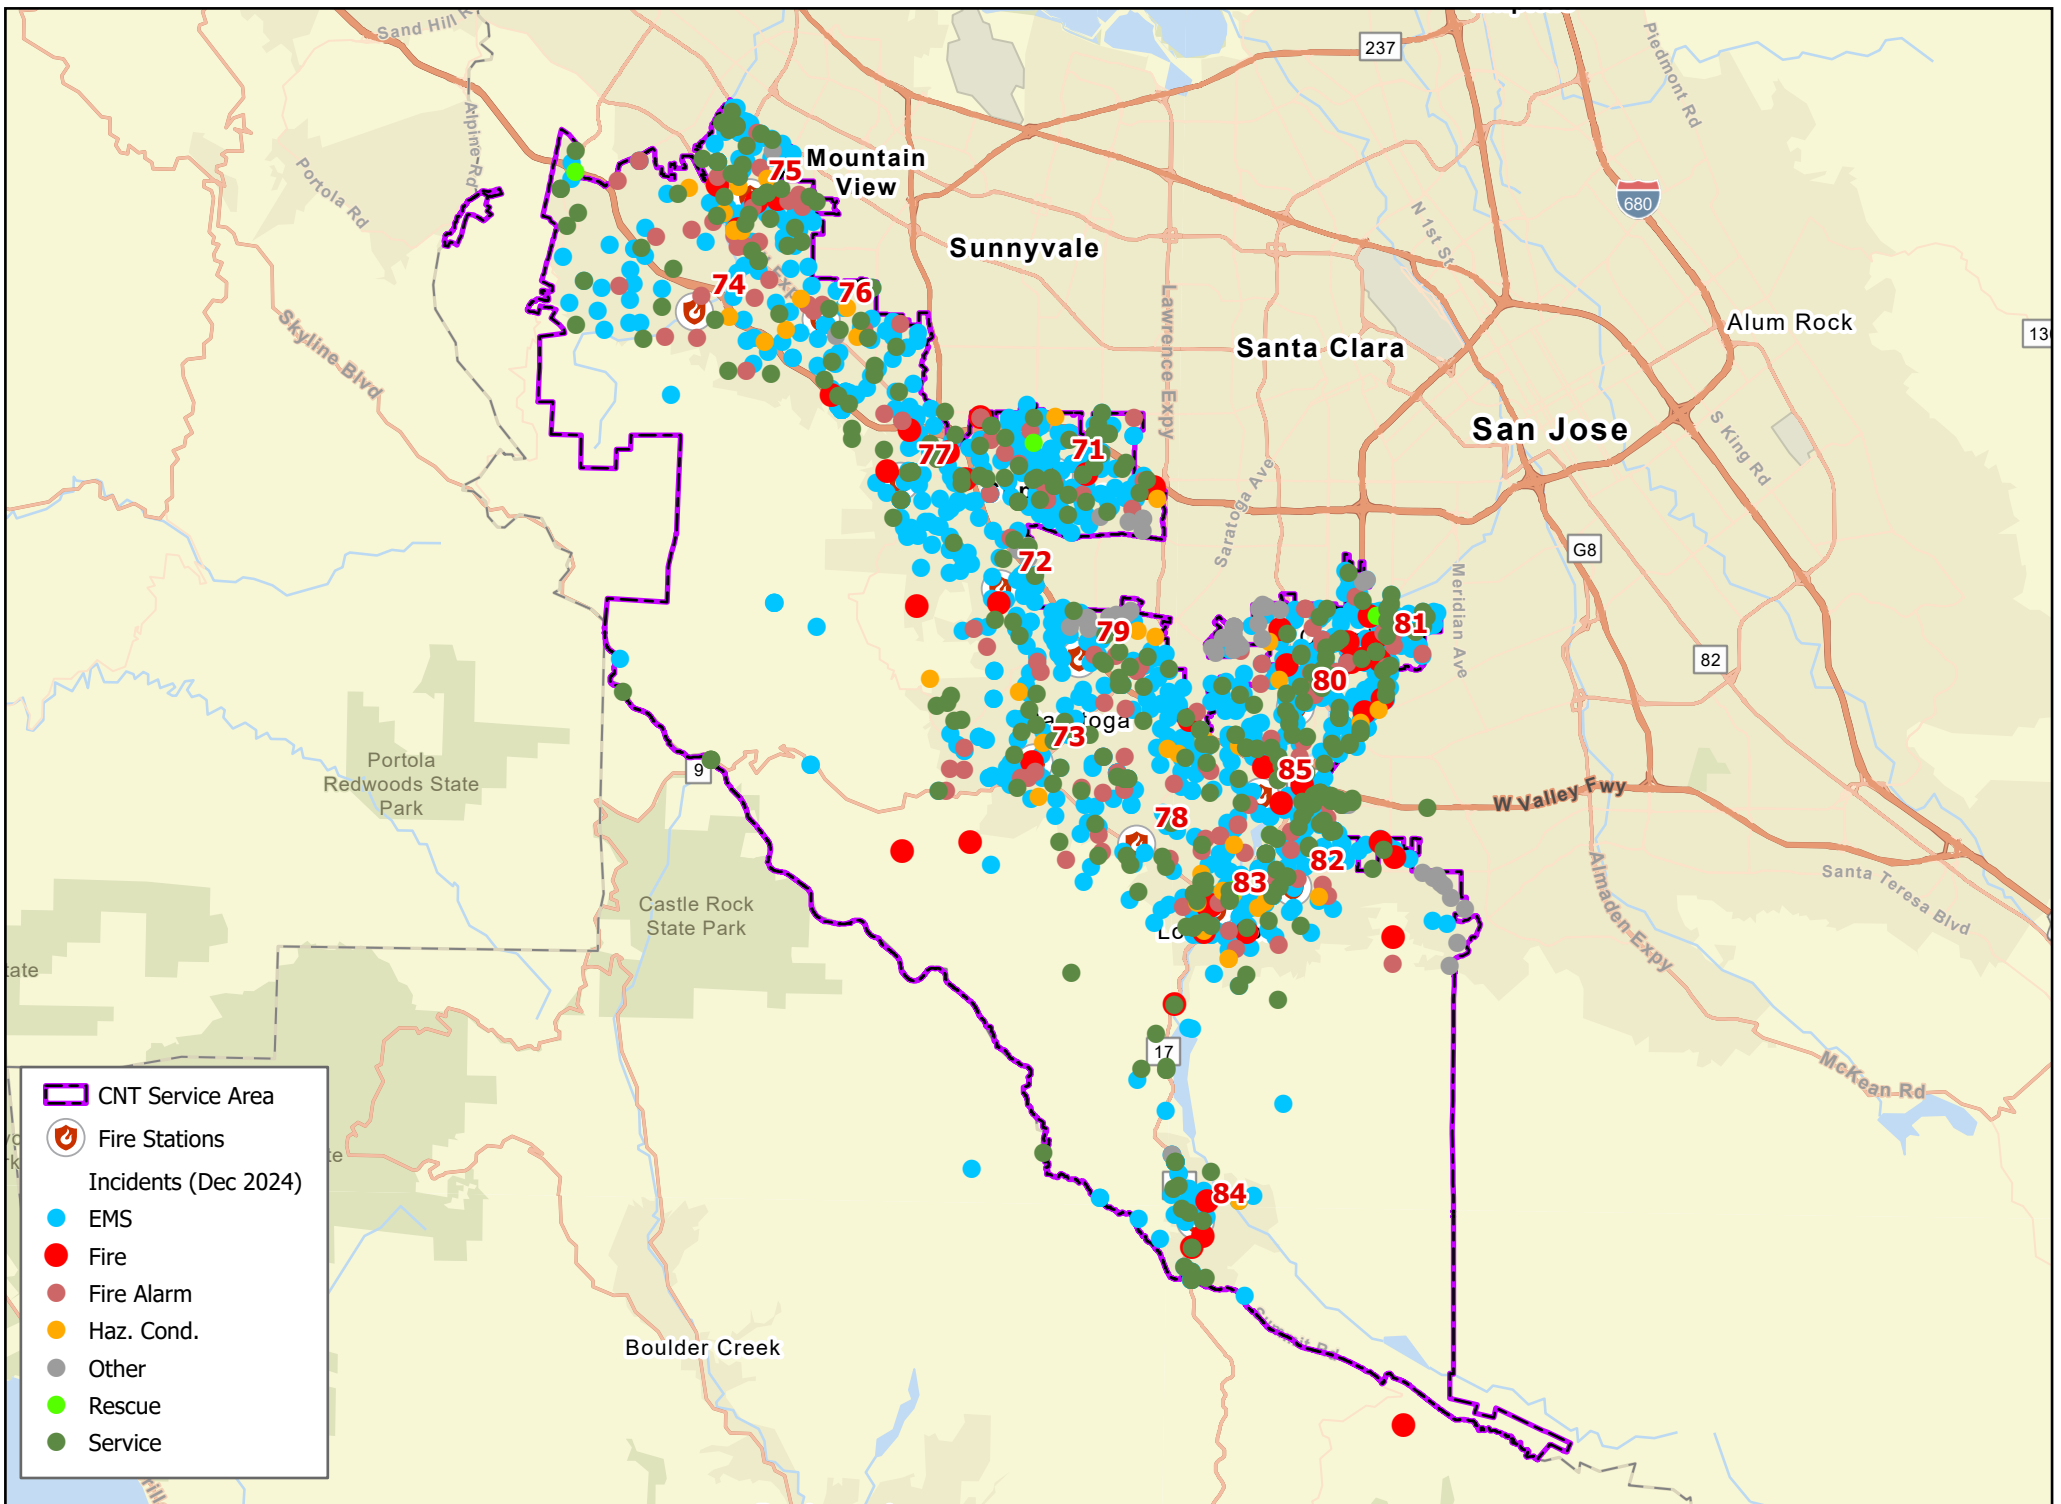 Sand Hill R
237
Piedmont Rd
Alpine Rd
Portola Rd
75
Mountain
View
680
N 1st St
Sunnyvale
74
76
Lawrence Expy
Skyline Blvd
Santa Clara
Alum Rock
13
San Jose
S King Rd
77
71
Saratoga Ave
G8
72
Meridian Ave
79
81
82
80
73
Portola
Redwoods State
Park
9
85
W Valley Fwy
78
82
83
Santa Teresa Blvd
Almaden Expy
Castle Rock
State Park
tate
17
McKean Rd
84
Summit Rd
Boulder Creek
CNT Service Area
Fire Stations
Incidents (Dec 2024)
EMS
Fire
Fire Alarm
Haz. Cond.
Other
Rescue
Service